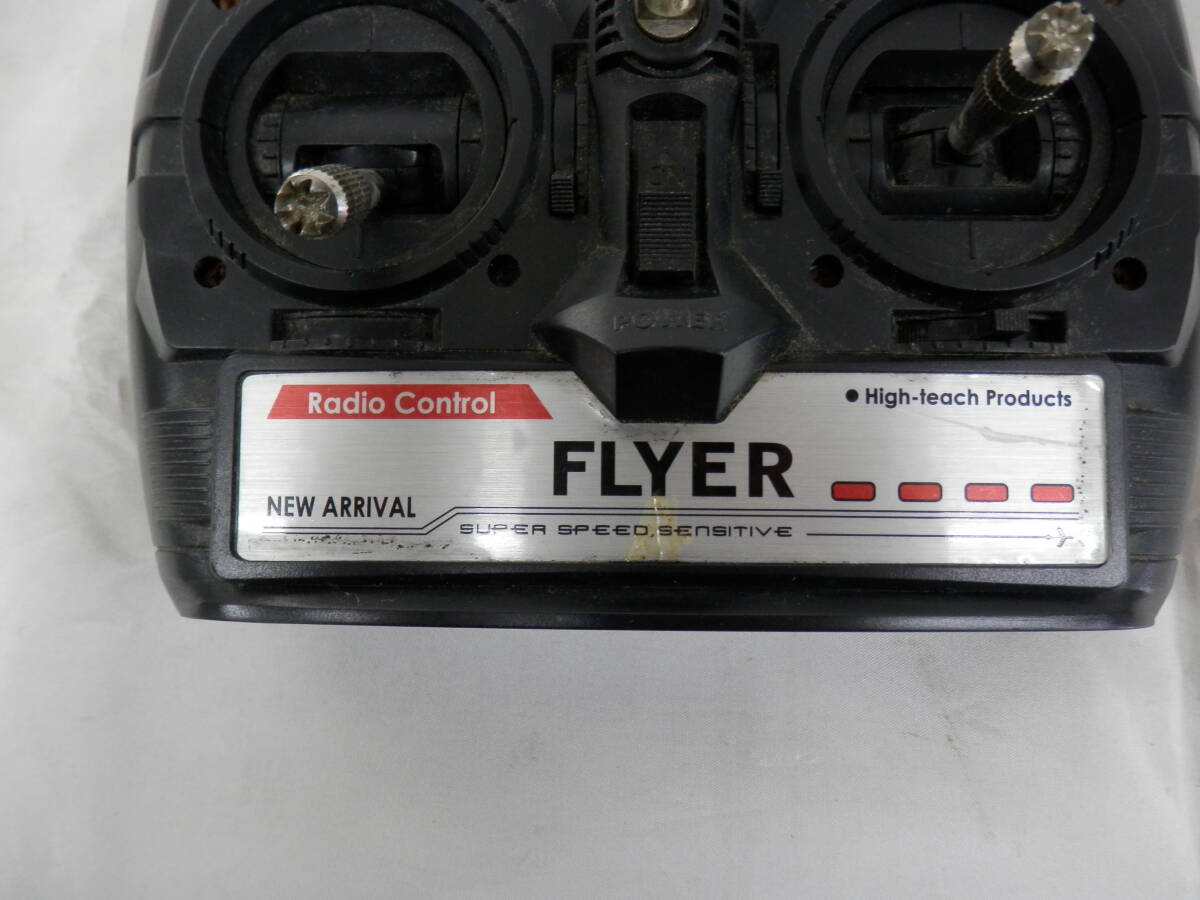 ON
POWER
Radio Control
● High-teach Products
FLYER
NEW ARRIVAL
SUPER SPEED,SENSITIVE